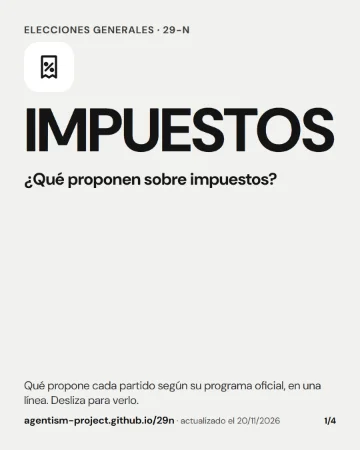 ELECCIONES GENERALES · 29-N
IMPUESTOS
¿Qué proponen sobre impuestos?
Qué propone cada partido según su programa oficial, en una
línea. Desliza para verlo.
agentism-project.github.io/29n · actualizado el 20/11/2026 1/4